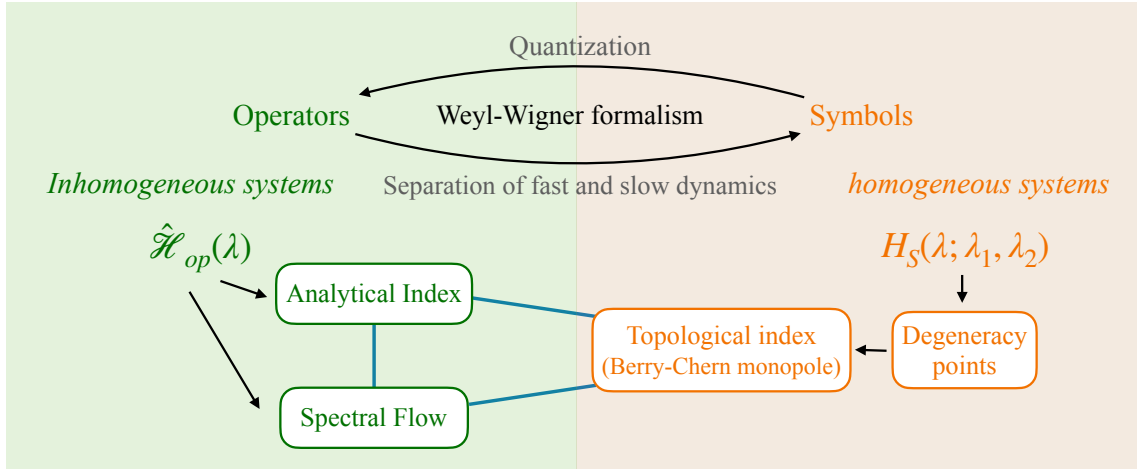 Quantization
Operators
Weyl-Wigner formalism
Symbols
Inhomogeneous systems
Separation of fast and slow dynamics
homogeneous systems
ℋ̂_op(λ)
H_S(λ; λ_1, λ_2)
Analytical Index
Topological index
(Berry-Chern monopole)
Degeneracy
points
Spectral Flow